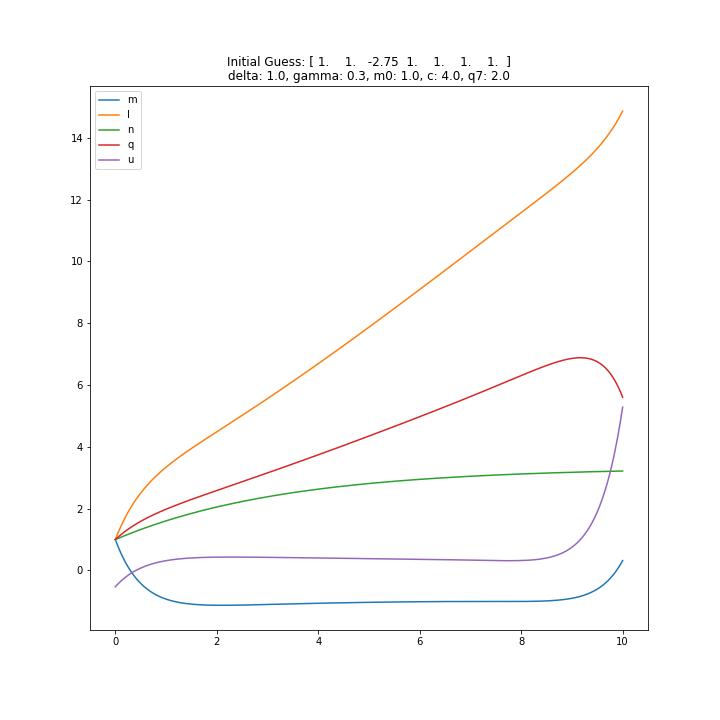 Initial Guess: [ 1. 1. -2.75 1. 1. 1. 1. ]
delta: 1.0, gamma: 0.3, m0: 1.0, c: 4.0, q7: 2.0
m
l
n
q
u
14
12
10
8
6
4
2
0
0 2 4 6 8 10